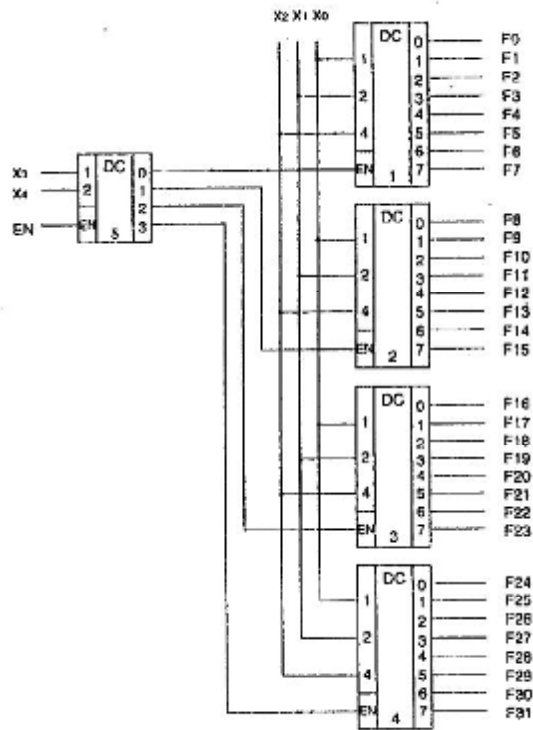 X2 X1 X0
DC
0
F0
1
1
F1
2
F2
2
3
F3
4
F4
4
5
F5
6
F6
EN
7
F7
1
X3
1
DC
0
X4
2
1
2
EN
EN
3
5
DC
0
F8
1
1
F9
2
F10
2
3
F11
4
F12
4
5
F13
6
F14
EN
7
F15
2
DC
0
F16
1
1
F17
2
F18
2
3
F19
4
F20
4
5
F21
6
F22
EN
7
F23
3
DC
0
F24
1
1
F25
2
F26
2
3
F27
4
F28
4
5
F29
6
F30
EN
7
F31
4